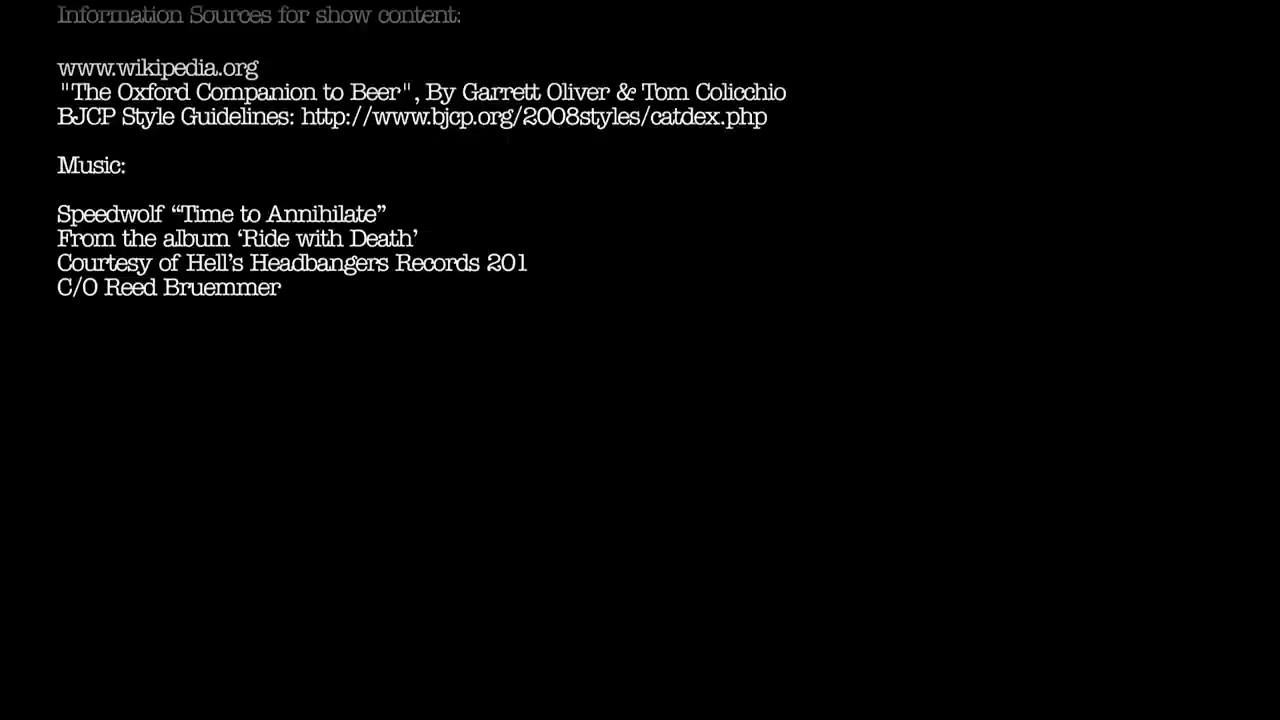 Information Sources for show content:
www.wikipedia.org
"The Oxford Companion to Beer", By Garrett Oliver & Tom Colicchio
BJCP Style Guidelines: http://www.bjcp.org/2008styles/catdex.php
Music:
Speedwolf “Time to Annihilate”
From the album ‘Ride with Death’
Courtesy of Hell’s Headbangers Records 201
C/O Reed Bruemmer